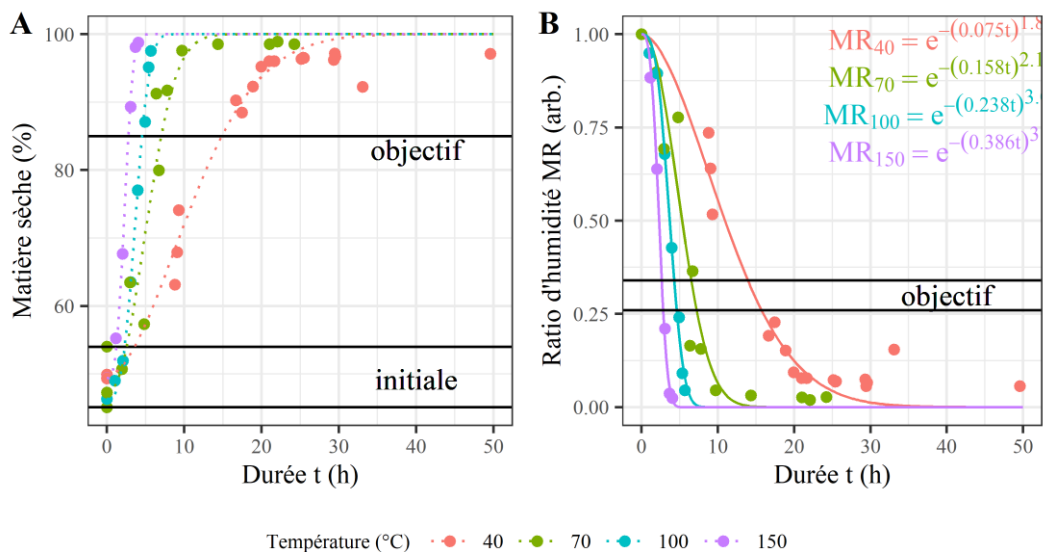 A
Matière sèche (%)
100
80
60
objectif
initiale
0 10 20 30 40 50
Durée t (h)
B
Ratio d'humidité MR (arb.)
1.00
0.75
0.50
0.25
0.00
MR40 = e^-(0.075t)^1.8
MR70 = e^-(0.158t)^2.1
MR100 = e^-(0.238t)^3.
MR150 = e^-(0.386t)^3
objectif
0 10 20 30 40 50
Durée t (h)
Température (°C) 40 70 100 150